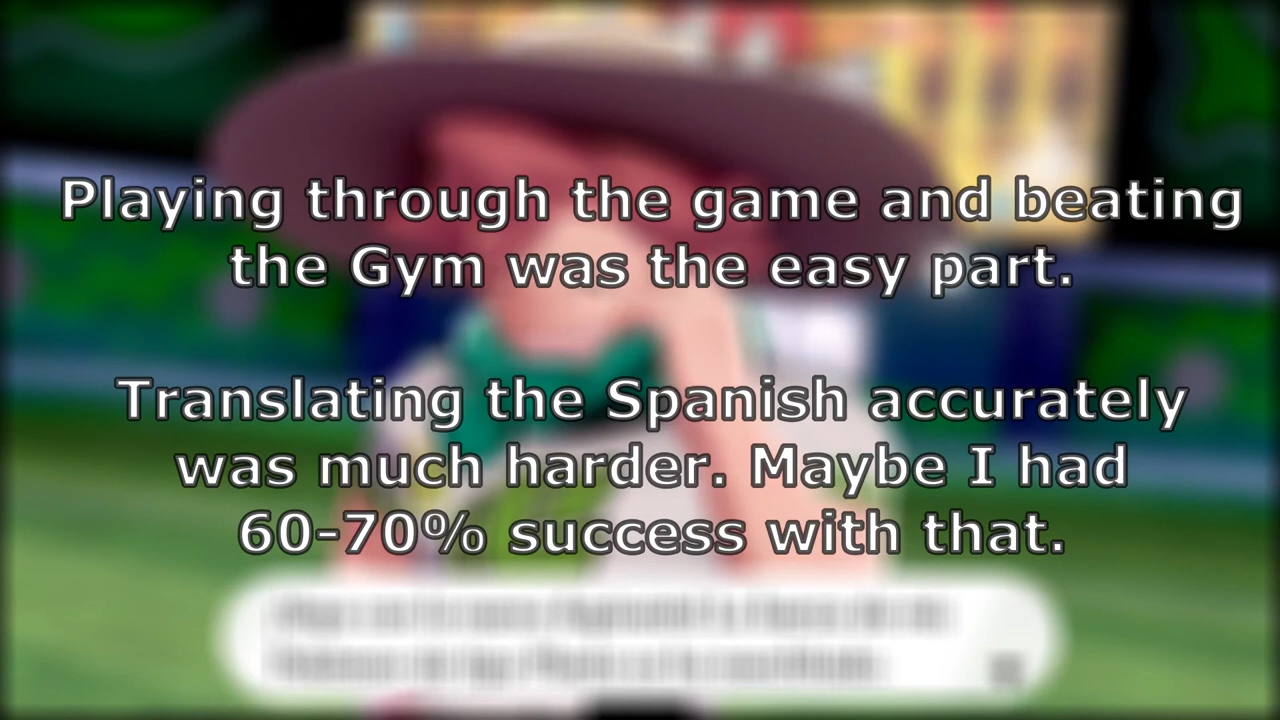 Playing through the game and beating
the Gym was the easy part.
Translating the Spanish accurately
was much harder. Maybe I had
60-70% success with that.